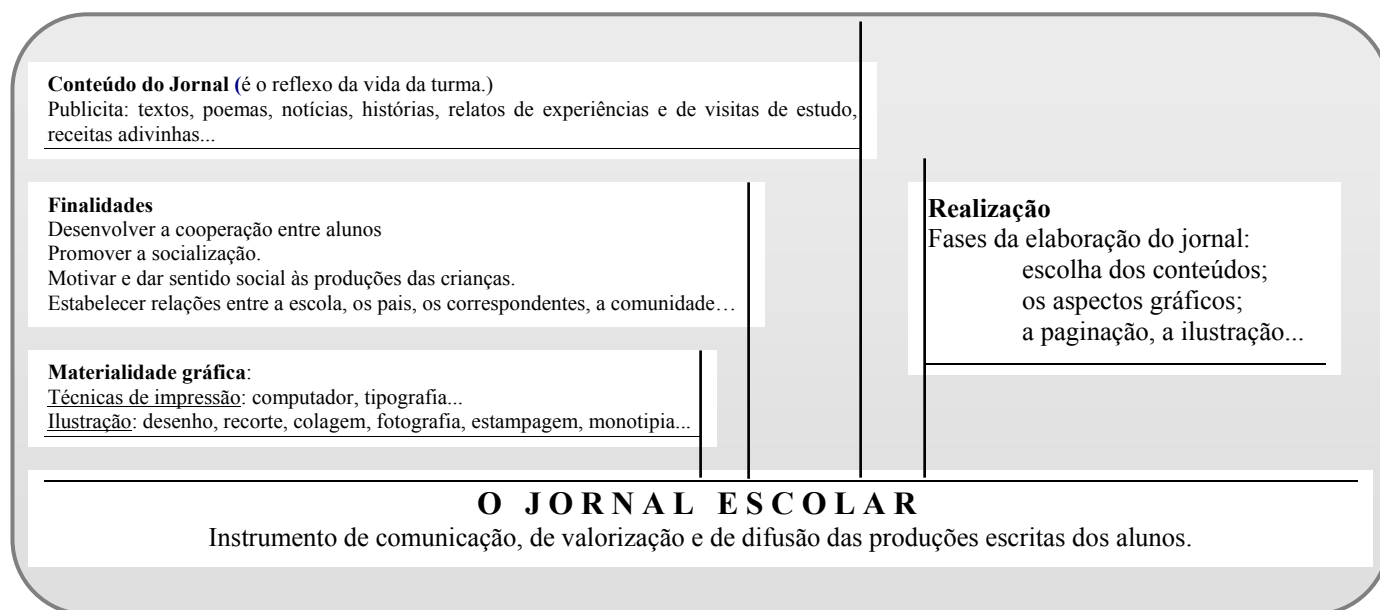 Conteúdo do Jornal (é o reflexo da vida da turma.)
Publicita: textos, poemas, notícias, histórias, relatos de experiências e de visitas de estudo,
receitas adivinhas...
Finalidades
Desenvolver a cooperação entre alunos
Promover a socialização.
Motivar e dar sentido social às produções das crianças.
Estabelecer relações entre a escola, os pais, os correspondentes, a comunidade…
Materialidade gráfica:
Técnicas de impressão: computador, tipografia...
Ilustração: desenho, recorte, colagem, fotografia, estampagem, monotipia...
Realização
Fases da elaboração do jornal:
escolha dos conteúdos;
os aspectos gráficos;
a paginação, a ilustração...
O JORNAL ESCOLAR
Instrumento de comunicação, de valorização e de difusão das produções escritas dos alunos.